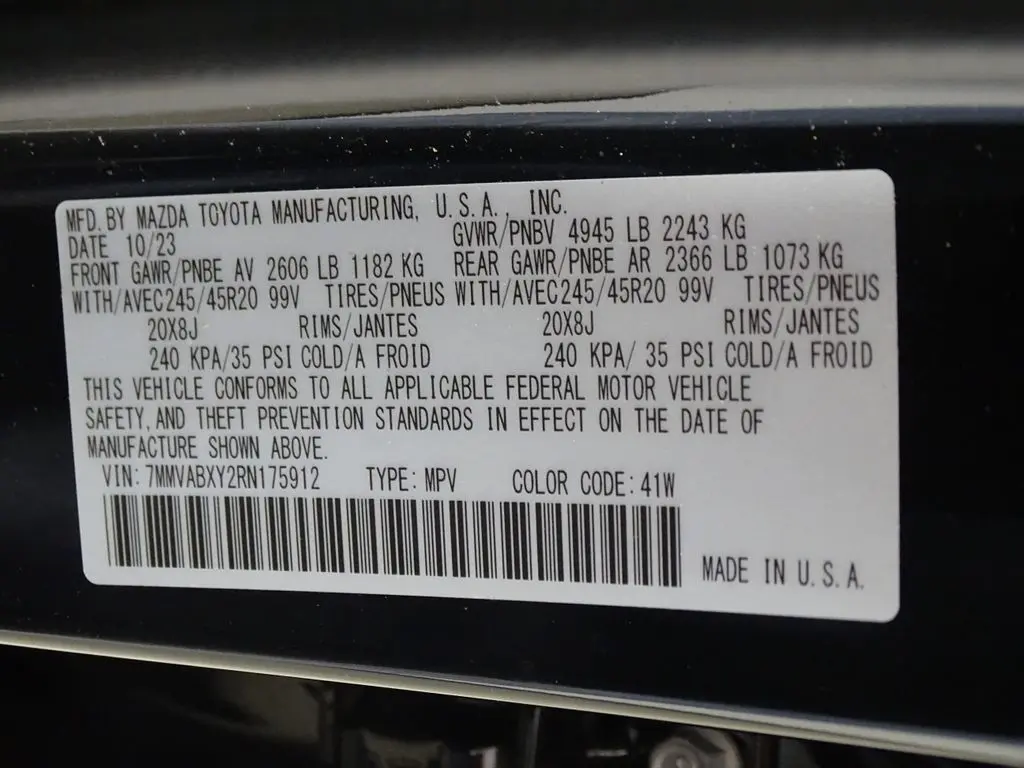 MFD. BY MAZDA TOYOTA MANUFACTURING, U.S.A., INC.
DATE 10/23 GVWR/PNBV 4945 LB 2243 KG
FRONT GAWR/PNBE AV 2606 LB 1182 KG REAR GAWR/PNBE AR 2366 LB 1073 KG
WITH/AVEC245/45R20 99V TIRES/PNEUS WITH/AVEC245/45R20 99V TIRES/PNEUS
20X8J RIMS/JANTES 20X8J RIMS/JANTES
240 KPA/35 PSI COLD/A FROID 240 KPA/ 35 PSI COLD/A FROID
THIS VEHICLE CONFORMS TO ALL APPLICABLE FEDERAL MOTOR VEHICLE
SAFETY, AND THEFT PREVENTION STANDARDS IN EFFECT ON THE DATE OF
MANUFACTURE SHOWN ABOVE.
VIN: 7MMVABXY2RN175912 TYPE: MPV COLOR CODE: 41W
MADE IN U.S.A.